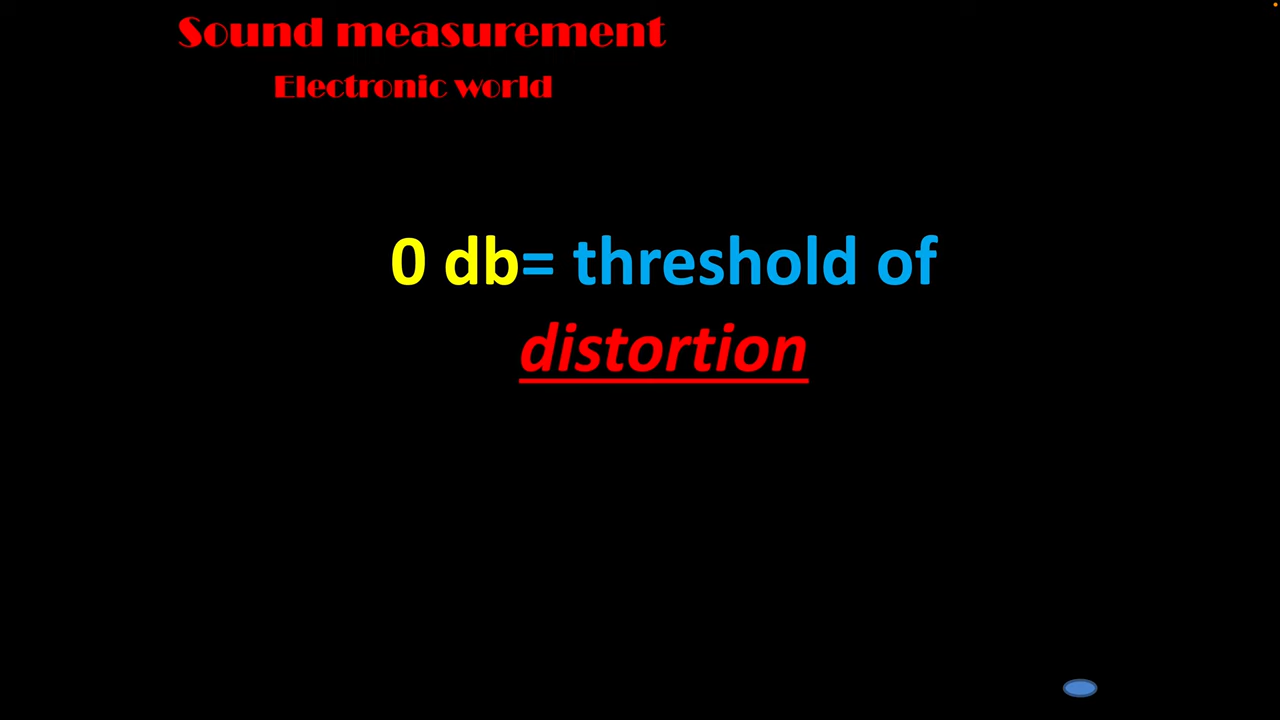 Sound measurement
Electronic world
0 db= threshold of
distortion